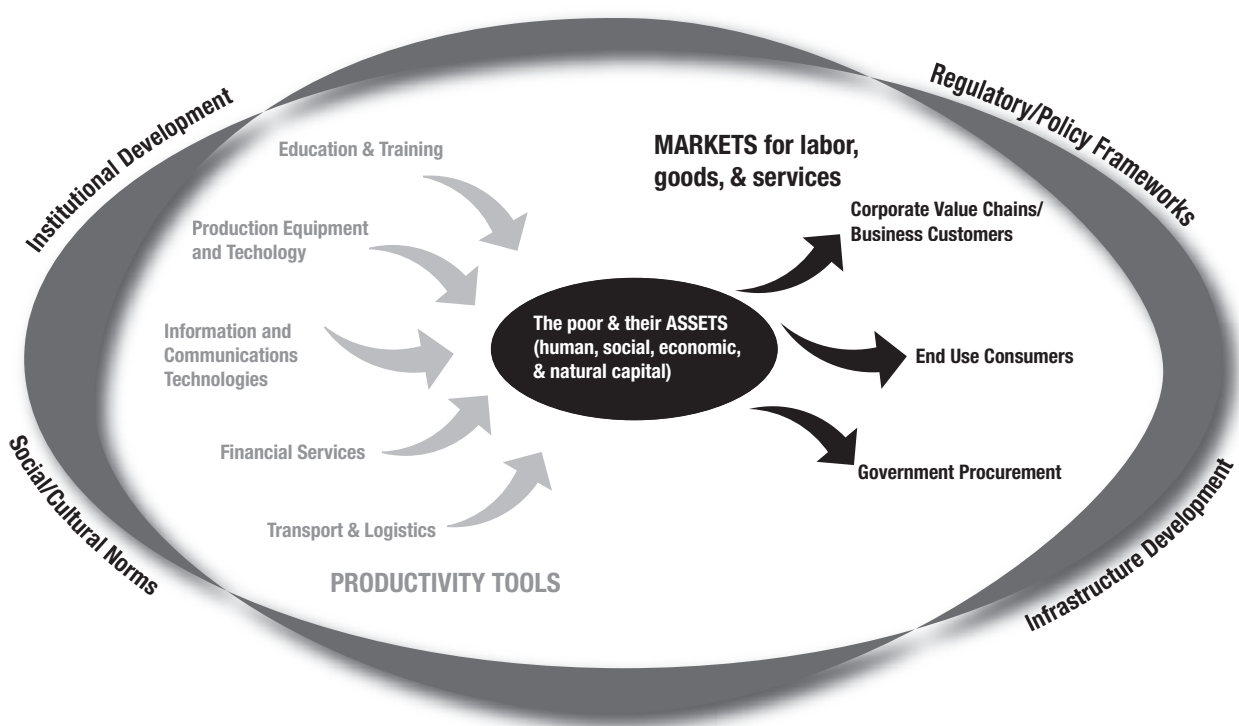 Institutional Development
Regulatory/Policy Frameworks
Education & Training
Production Equipment
and Techology
Information and
Communications
Technologies
Financial Services
Transport & Logistics
PRODUCTIVITY TOOLS
The poor & their ASSETS
(human, social, economic,
& natural capital)
MARKETS for labor,
goods, & services
Corporate Value Chains/
Business Customers
End Use Consumers
Government Procurement
Social/Cultural Norms
Infrastructure Development